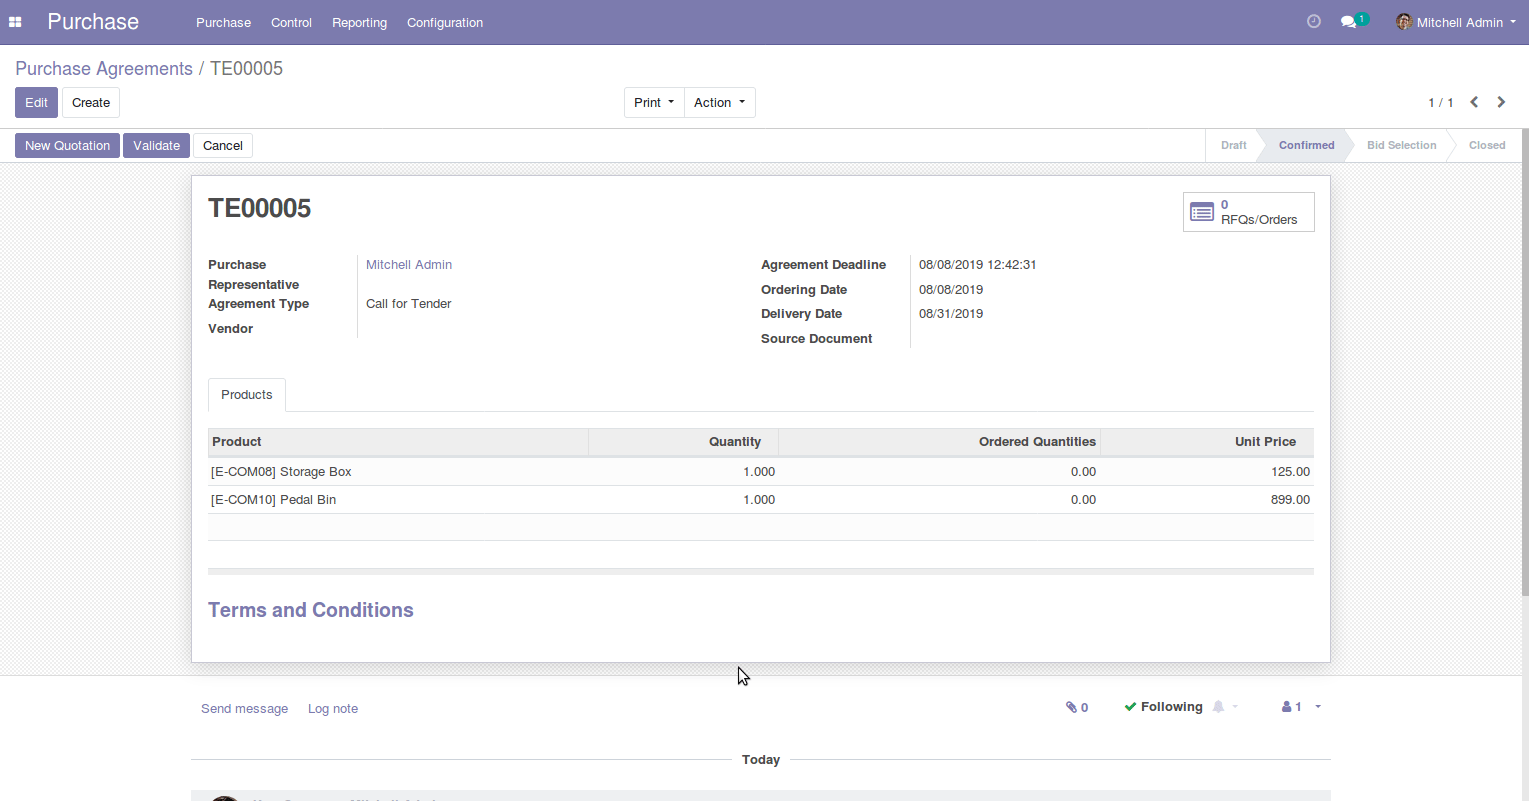 Purchase Purchase Control Reporting Configuration 1 Mitchell Admin
Purchase Agreements / TE00005
Edit Create Print Action 1 / 1
New Quotation Validate Cancel Draft Confirmed Bid Selection Closed
TE00005
0
RFQs/Orders
Purchase Representative Mitchell Admin
Agreement Type Call for Tender
Vendor
Agreement Deadline 08/08/2019 12:42:31
Ordering Date 08/08/2019
Delivery Date 08/31/2019
Source Document
Products
Product Quantity Ordered Quantities Unit Price
[E-COM08] Storage Box 1.000 0.00 125.00
[E-COM10] Pedal Bin 1.000 0.00 899.00
Terms and Conditions
Send message Log note 0 Following 1
Today